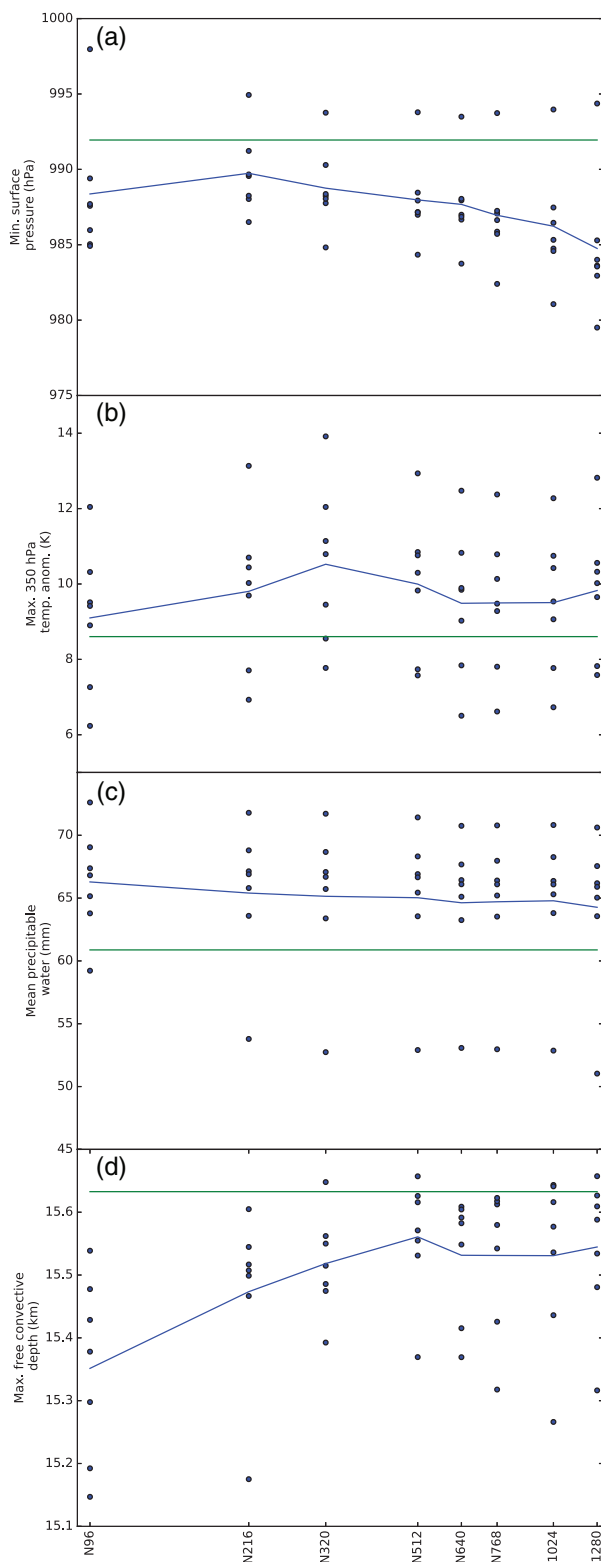 (a)
1000
995
990
985
980
975
Min. surface
pressure (hPa)
(b)
14
12
10
8
6
Max. 350 hPa
temp. anom. (K)
(c)
70
65
60
55
50
45
Mean precipitable
water (mm)
(d)
15.6
15.5
15.4
15.3
15.2
15.1
Max. free convective
depth (km)
N96
N216
N320
N512
N640
N768
1024
1280